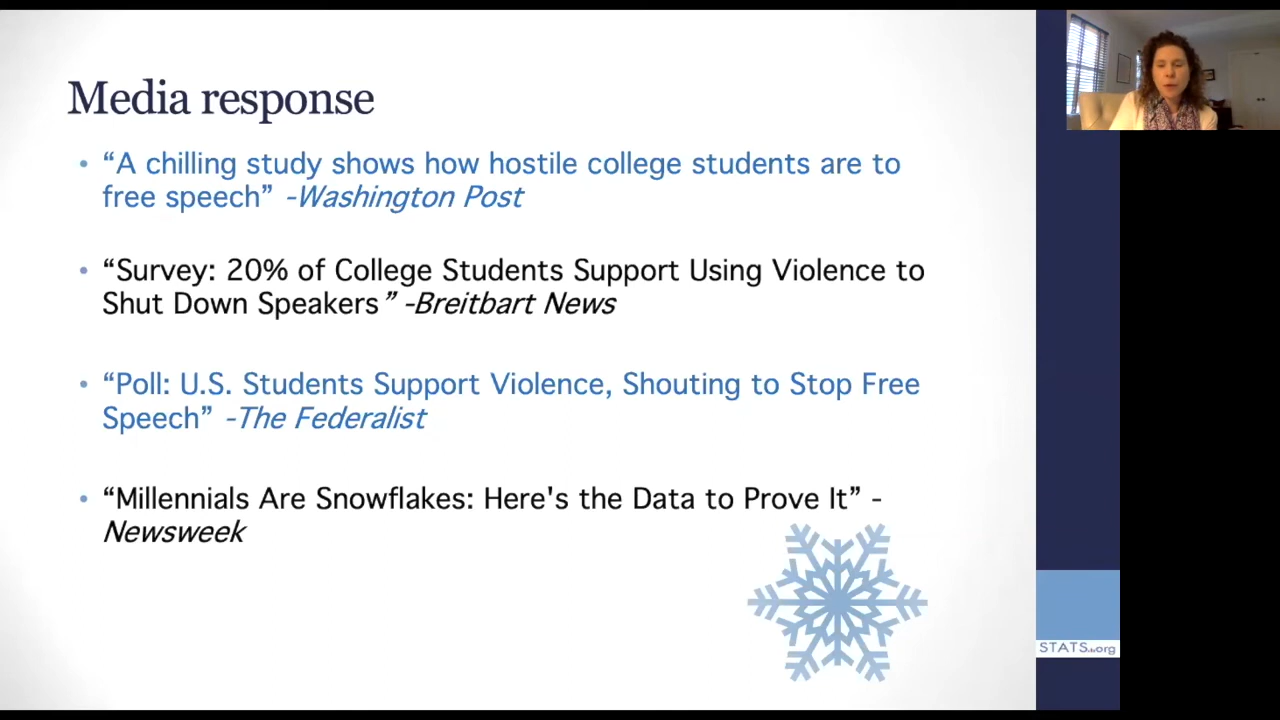 Media response
• “A chilling study shows how hostile college students are to
free speech” -Washington Post
• “Survey: 20% of College Students Support Using Violence to
Shut Down Speakers” -Breitbart News
• “Poll: U.S. Students Support Violence, Shouting to Stop Free
Speech” -The Federalist
• “Millennials Are Snowflakes: Here's the Data to Prove It” -
Newsweek
STATS.org